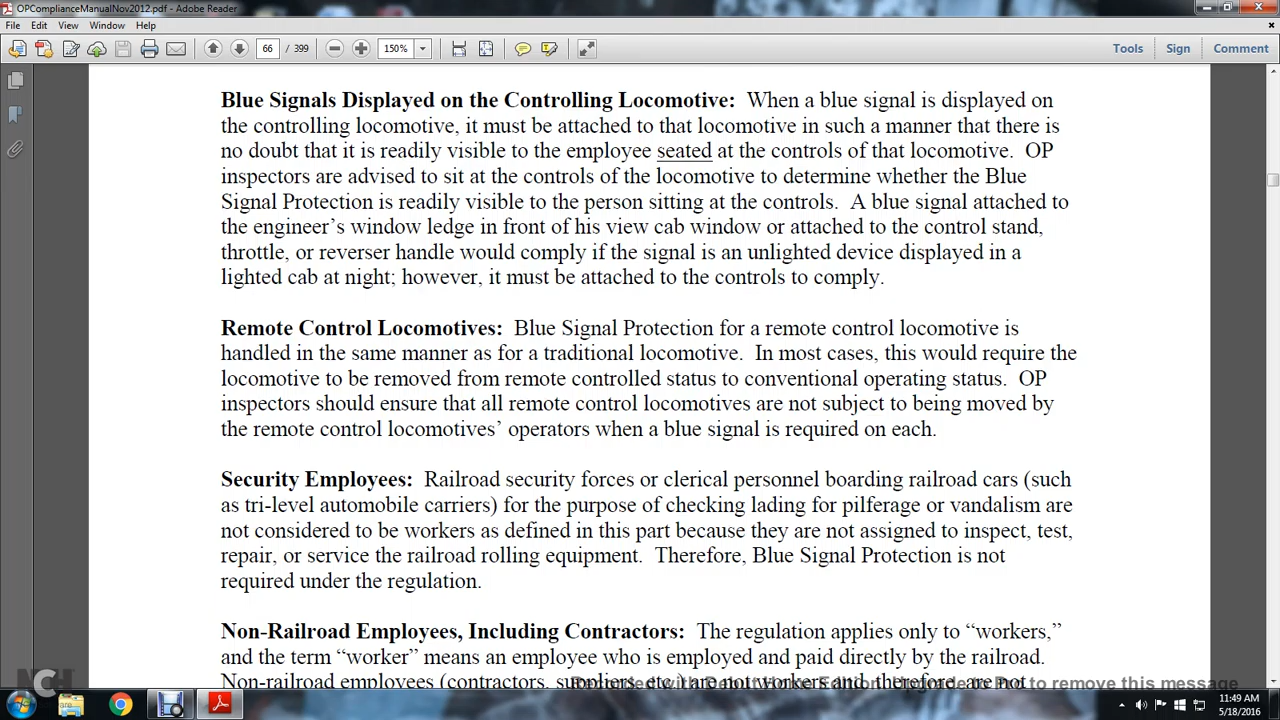 OPComplianceManualNov2012.pdf - Adobe Reader
File Edit View Window Help
66 / 399 150% Tools Sign Comment
Blue Signals Displayed on the Controlling Locomotive: When a blue signal is displayed on
the controlling locomotive, it must be attached to that locomotive in such a manner that there is
no doubt that it is readily visible to the employee seated at the controls of that locomotive. OP
inspectors are advised to sit at the controls of the locomotive to determine whether the Blue
Signal Protection is readily visible to the person sitting at the controls. A blue signal attached to
the engineer’s window ledge in front of his view cab window or attached to the control stand,
throttle, or reverser handle would comply if the signal is an unlighted device displayed in a
lighted cab at night; however, it must be attached to the controls to comply.
Remote Control Locomotives: Blue Signal Protection for a remote control locomotive is
handled in the same manner as for a traditional locomotive. In most cases, this would require the
locomotive to be removed from remote controlled status to conventional operating status. OP
inspectors should ensure that all remote control locomotives are not subject to being moved by
the remote control locomotives’ operators when a blue signal is required on each.
Security Employees: Railroad security forces or clerical personnel boarding railroad cars (such
as tri-level automobile carriers) for the purpose of checking lading for pilferage or vandalism are
not considered to be workers as defined in this part because they are not assigned to inspect, test,
repair, or service the railroad rolling equipment. Therefore, Blue Signal Protection is not
required under the regulation.
Non-Railroad Employees, Including Contractors: The regulation applies only to “workers,”
and the term “worker” means an employee who is employed and paid directly by the railroad.
Non-railroad employees (contractors, suppliers, etc.) are not workers and, therefore, are not
to remove this message
NCH
11:49 AM
5/18/2016